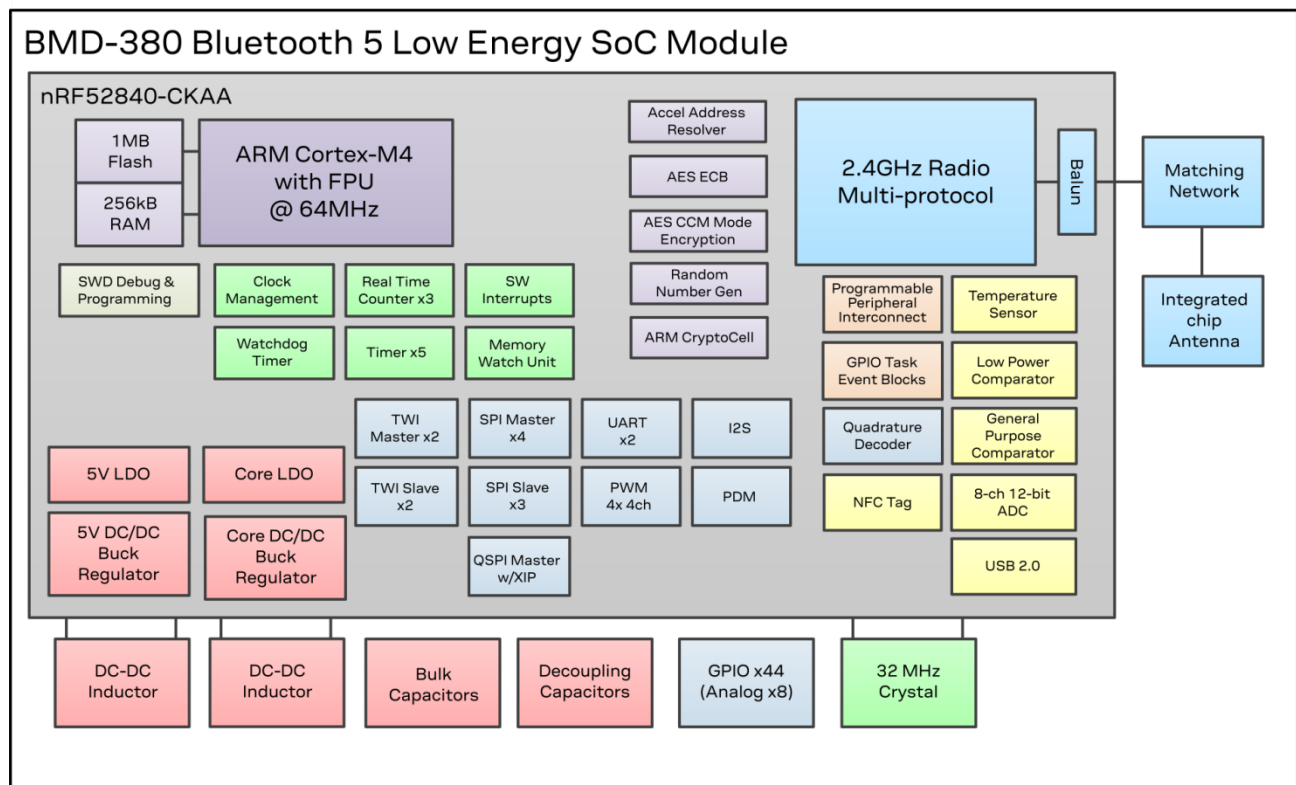 BMD-380 Bluetooth 5 Low Energy SoC Module
nRF52840-CKAA
1MB
Flash
256kB
RAM
ARM Cortex-M4
with FPU
@ 64MHz
Accel Address
Resolver
AES ECB
AES CCM Mode
Encryption
Random
Number Gen
ARM CryptoCell
2.4GHz Radio
Multi-protocol
Balun
Matching
Network
Integrated
chip
Antenna
SWD Debug &
Programming
Clock
Management
Real Time
Counter x3
SW
Interrupts
Watchdog
Timer
Timer x5
Memory
Watch Unit
Programmable
Peripheral
Interconnect
Temperature
Sensor
GPIO Task
Event Blocks
Low Power
Comparator
Quadrature
Decoder
General
Purpose
Comparator
NFC Tag
8-ch 12-bit
ADC
USB 2.0
TWI
Master x2
SPI Master
x4
UART
x2
I2S
TWI Slave
x2
SPI Slave
x3
PWM
4x 4ch
PDM
QSPI Master
w/XIP
5V LDO
Core LDO
5V DC/DC
Buck
Regulator
Core DC/DC
Buck
Regulator
DC-DC
Inductor
DC-DC
Inductor
Bulk
Capacitors
Decoupling
Capacitors
GPIO x44
(Analog x8)
32 MHz
Crystal